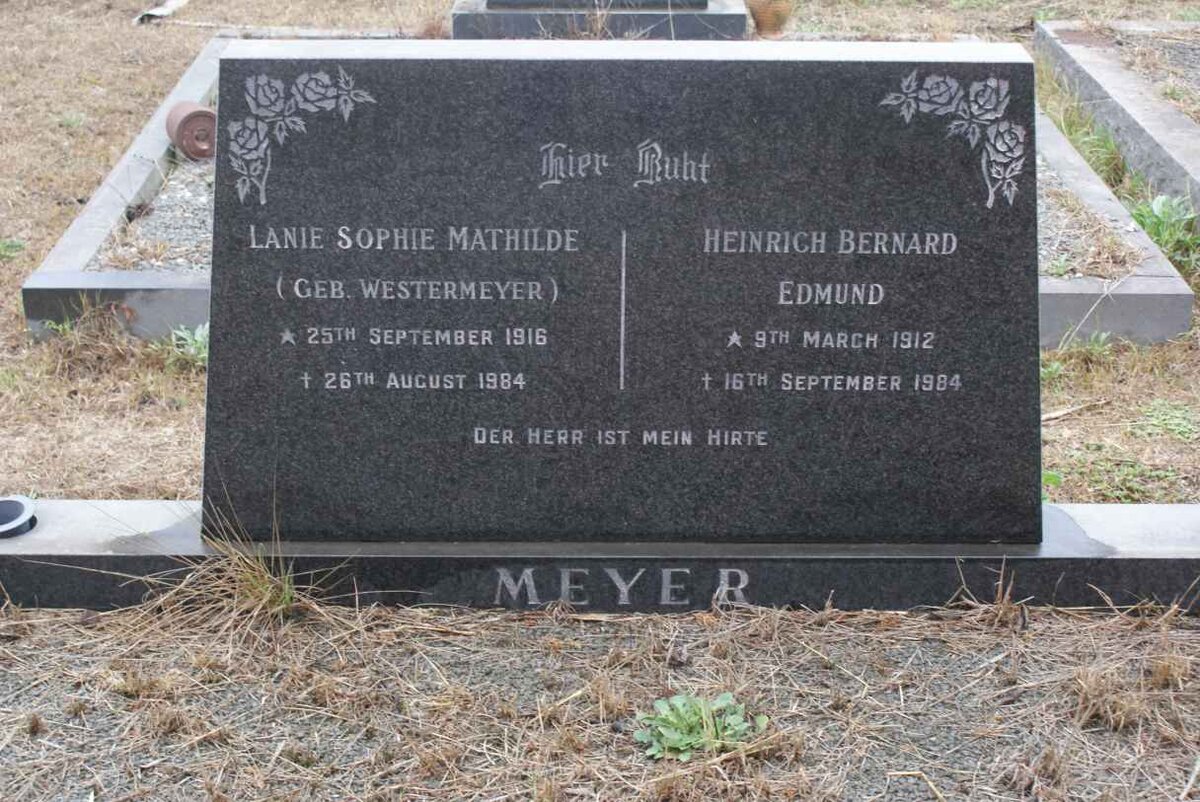 Hier Ruht
LANIE SOPHIE MATHILDE
(GEB. WESTERMEYER)
★ 25TH SEPTEMBER 1916
† 26TH AUGUST 1984
HEINRICH BERNARD
EDMUND
★ 9TH MARCH 1912
† 16TH SEPTEMBER 1984
DER HERR IST MEIN HIRTE
MEYER